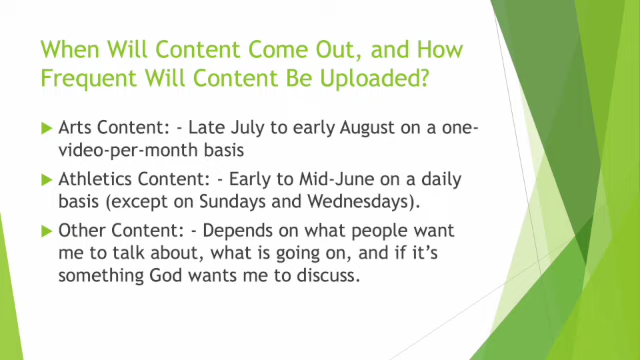 When Will Content Come Out, and How
Frequent Will Content Be Uploaded?
Arts Content: - Late July to early August on a one-
video-per-month basis
Athletics Content: - Early to Mid-June on a daily
basis (except on Sundays and Wednesdays).
Other Content: - Depends on what people want
me to talk about, what is going on, and if it’s
something God wants me to discuss.